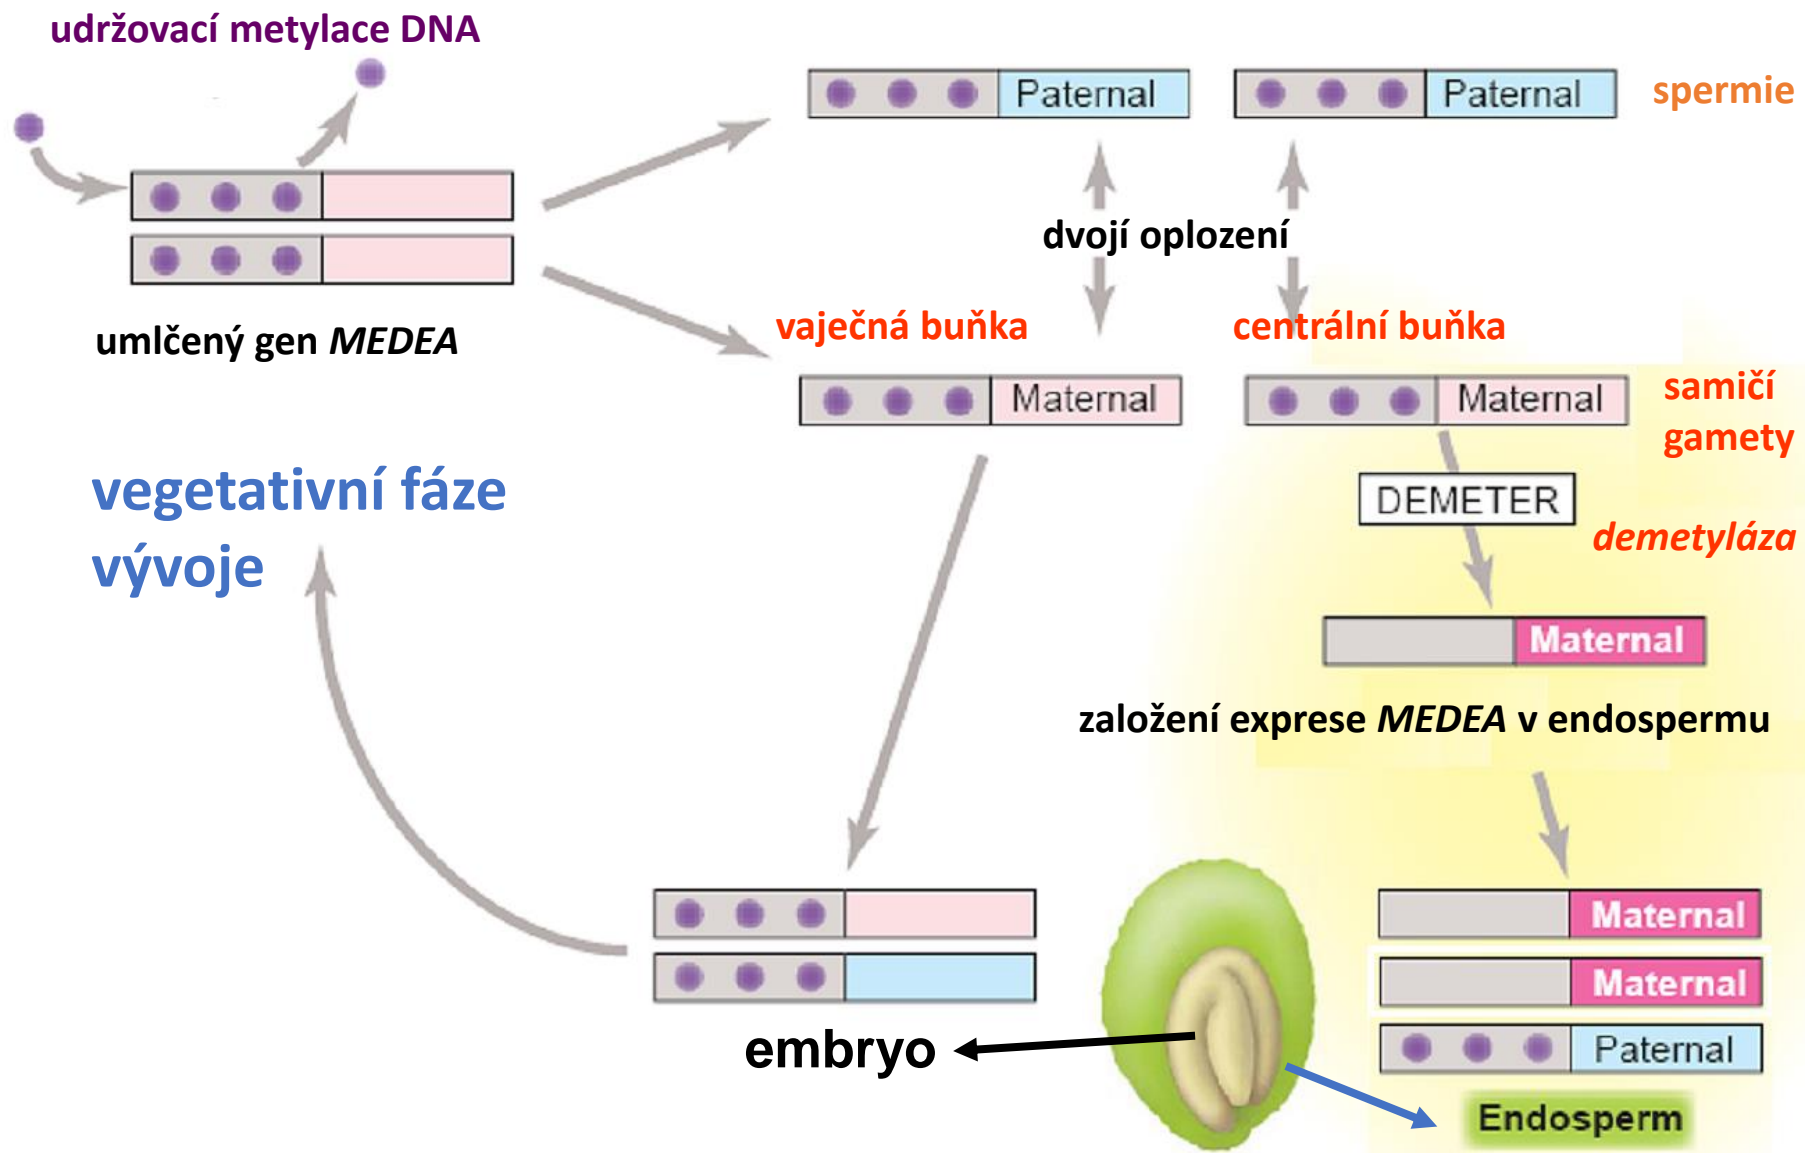 udržovací metylace DNA
Paternal
Paternal
spermie
dvojí oplození
umlčený gen MEDEA
vaječná buňka
centrální buňka
Maternal
Maternal
samičí
gamety
vegetativní fáze
vývoje
DEMETER
demetyláza
Maternal
založení exprese MEDEA v endospermu
Maternal
Maternal
Paternal
embryo
Endosperm